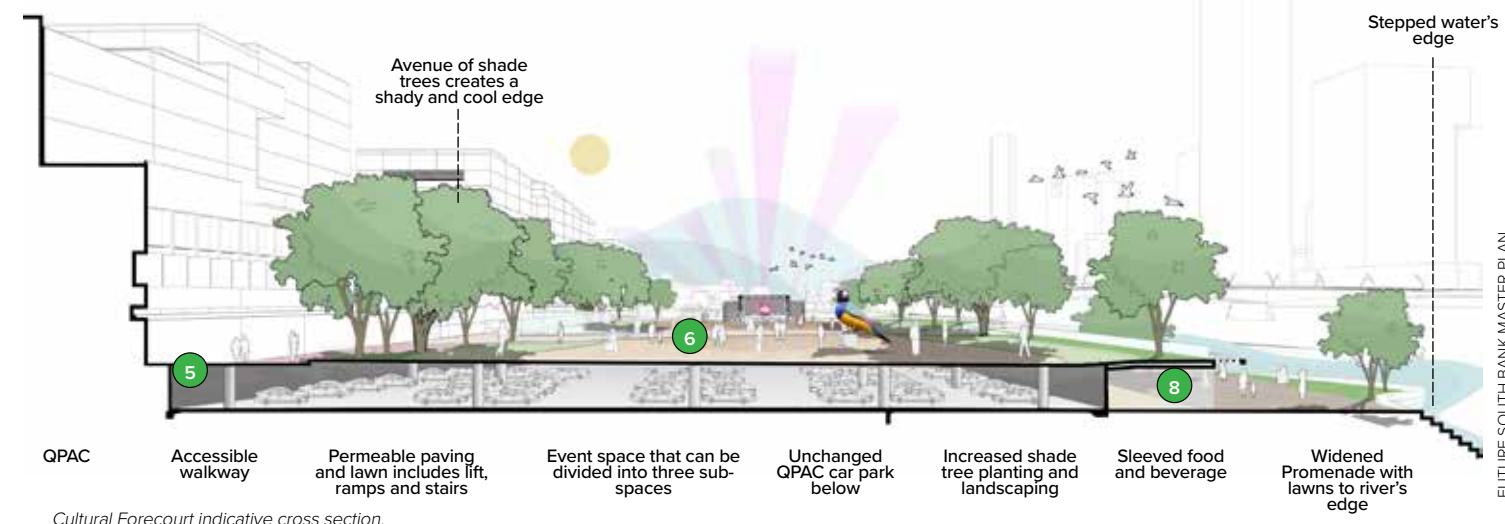 Stepped water's
edge
Avenue of shade
trees creates a
shady and cool edge
5
6
8
QPAC
Accessible
walkway
Permeable paving
and lawn includes lift,
ramps and stairs
Event space that can be
divided into three sub-
spaces
Unchanged
QPAC car park
below
Increased shade
tree planting and
landscaping
Sleeved food
and beverage
Widened
Promenade with
lawns to river's
edge
Cultural Forecourt indicative cross section.
FUTURE SOUTH BANK MASTER PLAN